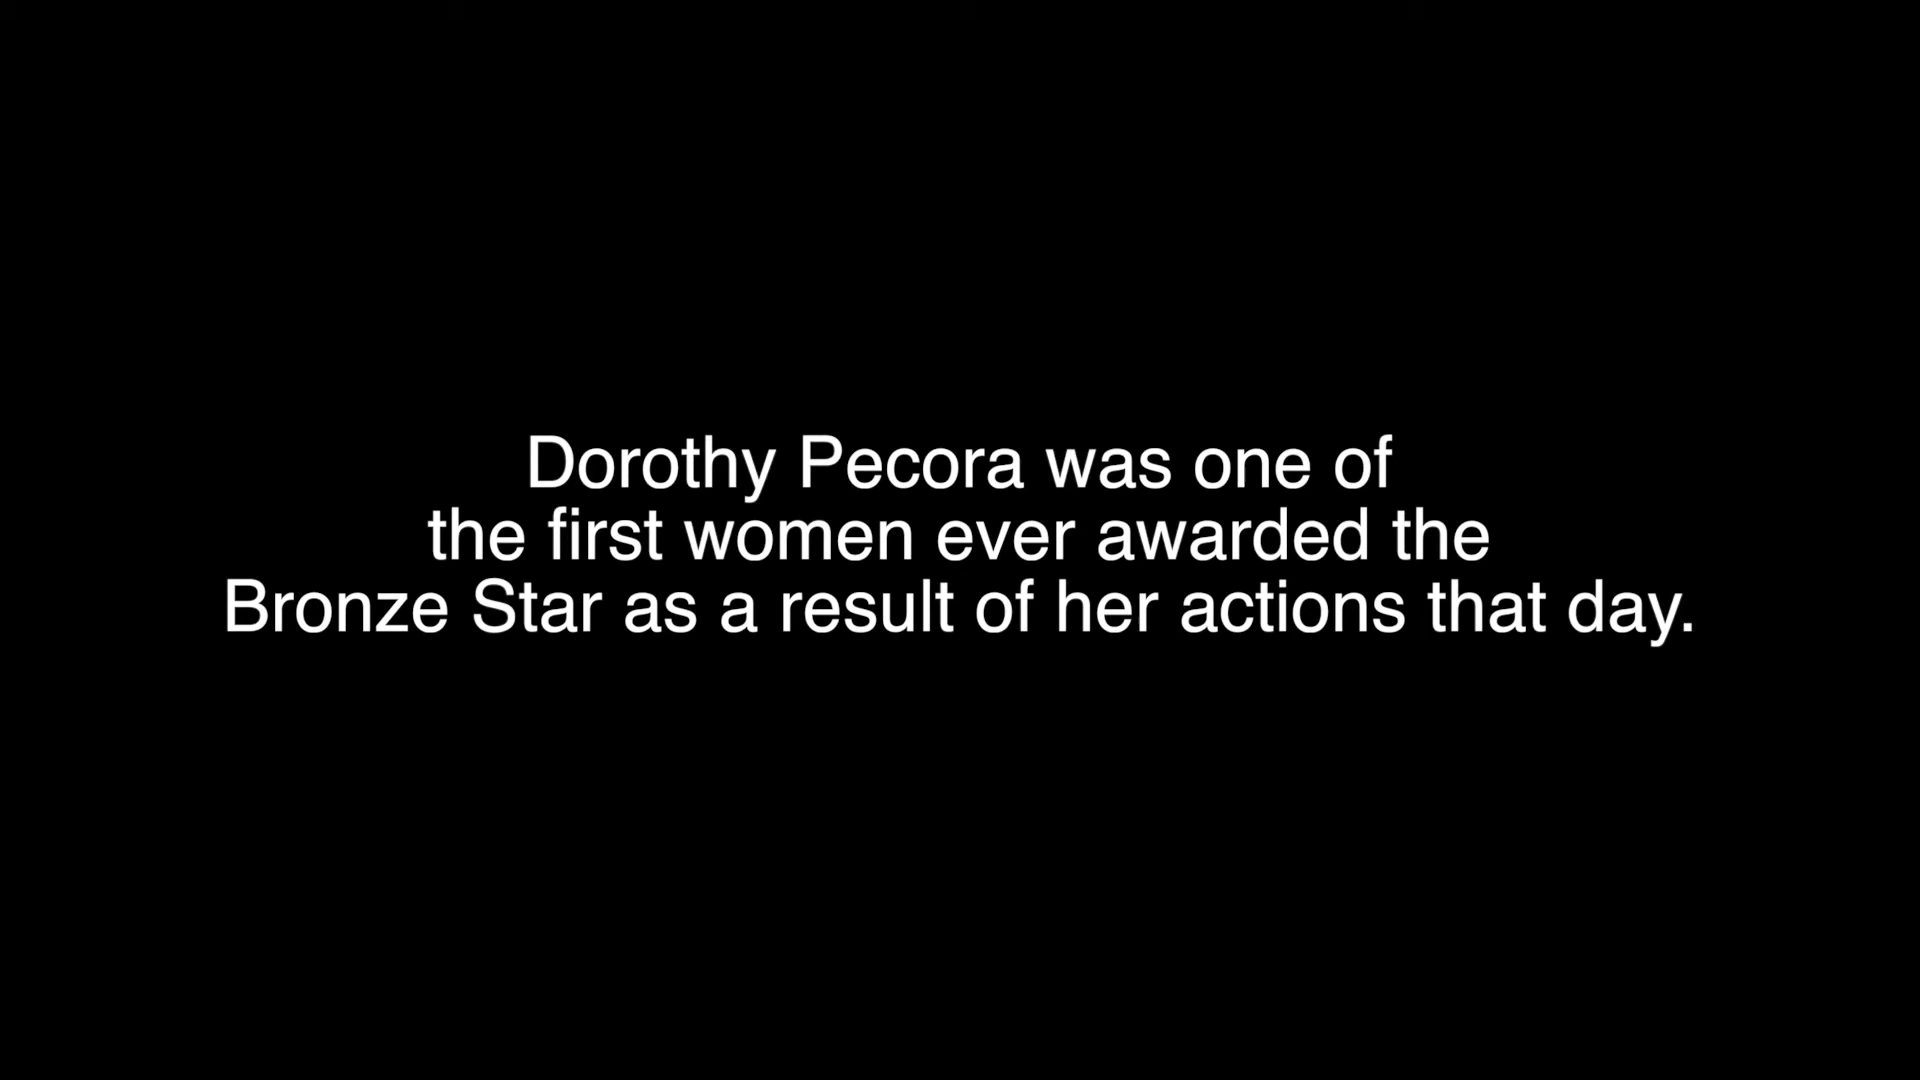 Dorothy Pecora was one of
the first women ever awarded the
Bronze Star as a result of her actions that day.